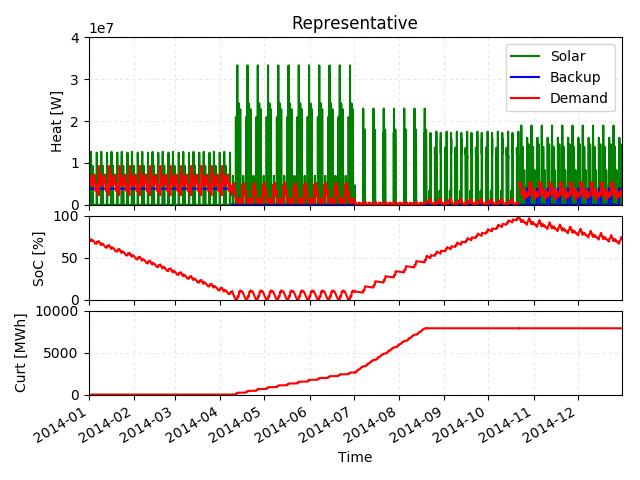 Representative
1e7
4
3
2
1
0
Heat [W]
Solar
Backup
Demand
100
50
0
SoC [%]
10000
5000
0
Curt [MWh]
2014-01
2014-02
2014-03
2014-04
2014-05
2014-06
2014-07
2014-08
2014-09
2014-10
2014-11
2014-12
Time